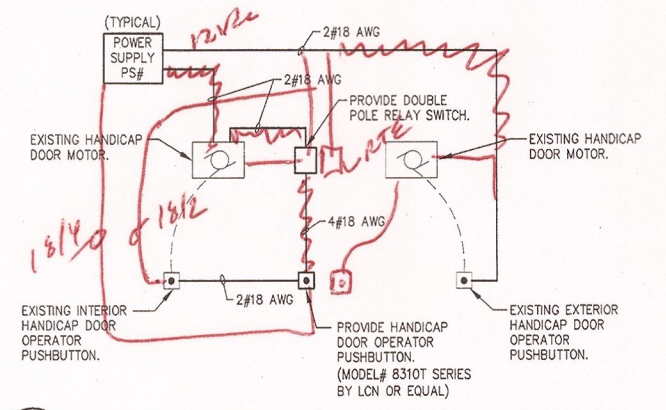 (TYPICAL)
POWER
SUPPLY
PS#
2#18 AWG
2#18 AWG
PROVIDE DOUBLE
POLE RELAY SWITCH.
EXISTING HANDICAP
DOOR MOTOR.
RTE
EXISTING HANDICAP
DOOR MOTOR.
18/4
18/2
4#18 AWG
2#18 AWG
EXISTING INTERIOR
HANDICAP DOOR
OPERATOR
PUSHBUTTON.
PROVIDE HANDICAP
DOOR OPERATOR
PUSHBUTTON.
(MODEL# 8310T SERIES
BY LCN OR EQUAL)
EXISTING EXTERIOR
HANDICAP DOOR
OPERATOR
PUSHBUTTON.